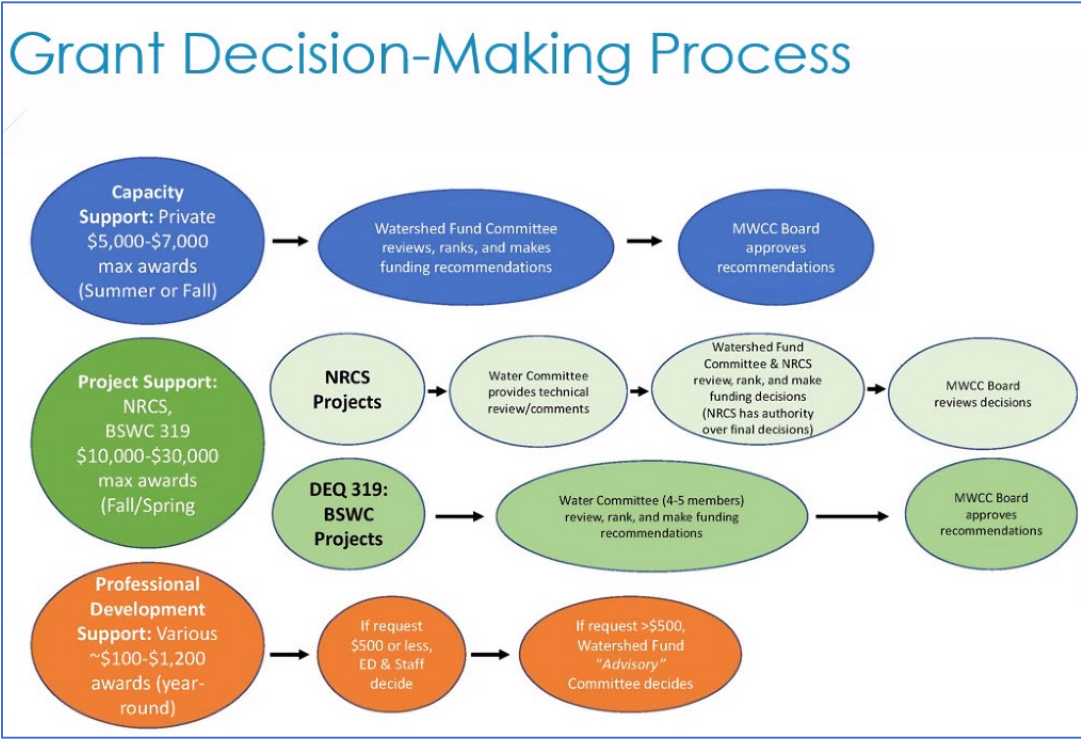 Grant Decision-Making Process
Capacity
Support: Private
$5,000-$7,000
max awards
(Summer or Fall)
Watershed Fund Committee
reviews, ranks, and makes
funding recommendations
MWCC Board
approves
recommendations
Project Support:
NRCS,
BSWC 319
$10,000-$30,000
max awards
(Fall/Spring
NRCS
Projects
Water Committee
provides technical
review/comments
Watershed Fund
Committee & NRCS
review, rank, and make
funding decisions
(NRCS has authority
over final decisions)
MWCC Board
reviews decisions
DEQ 319:
BSWC
Projects
Water Committee (4-5 members)
review, rank, and make funding
recommendations
MWCC Board
approves
recommendations
Professional
Development
Support: Various
~$100-$1,200
awards (year-
round)
If request
$500 or less,
ED & Staff
decide
If request >$500,
Watershed Fund
"Advisory"
Committee decides